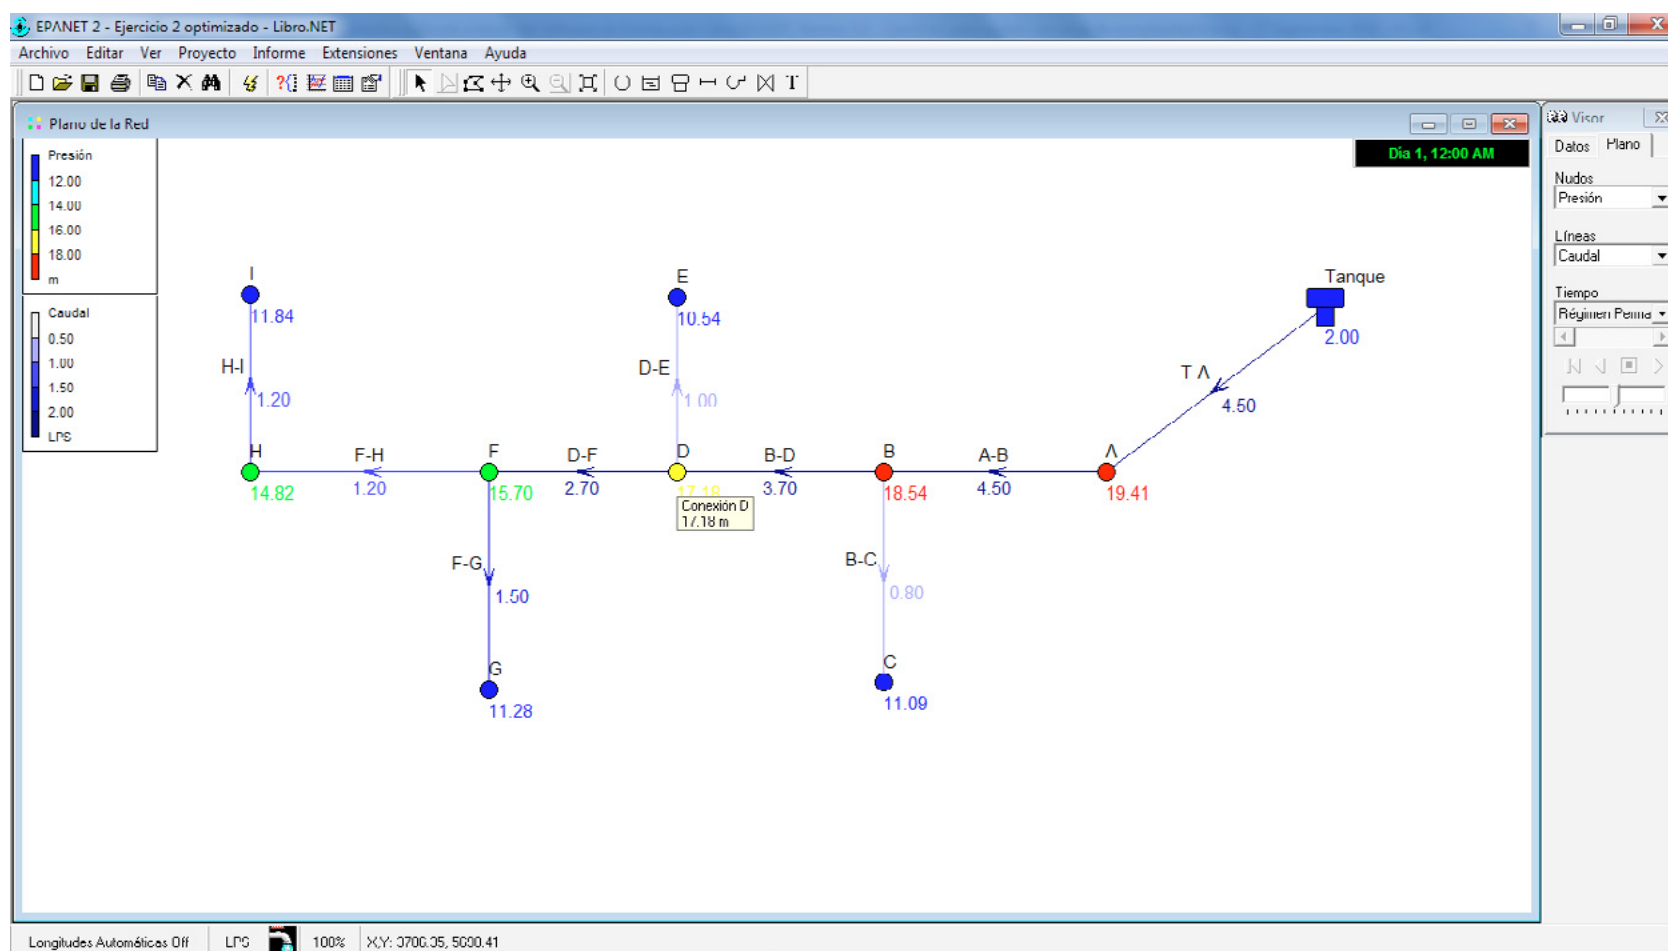 EPANET 2 - Ejercicio 2 optimizado - Libro.NET
Archivo Editar Ver Proyecto Informe Extensiones Ventana Ayuda
Plano de la Red
Presión
12.00
14.00
16.00
18.00
m
Caudal
0.50
1.00
1.50
2.00
LPS
Dia 1, 12:00 AM
Visor
Datos Plano
Nudos
Presión
Líneas
Caudal
Tiempo
Régimen Perma
I
11.84
E
10.54
Tanque
2.00
H-I
1.20
D-E
1.00
T A
4.50
H
14.82
F-H
1.20
F
15.70
D-F
2.70
D
17.18
B-D
3.70
B
18.54
A-B
4.50
A
19.41
Conexión D
17.18 m
F-G
1.50
B-C
0.80
G
11.28
C
11.09
Longitudes Automáticas Off LPS 100% X,Y: